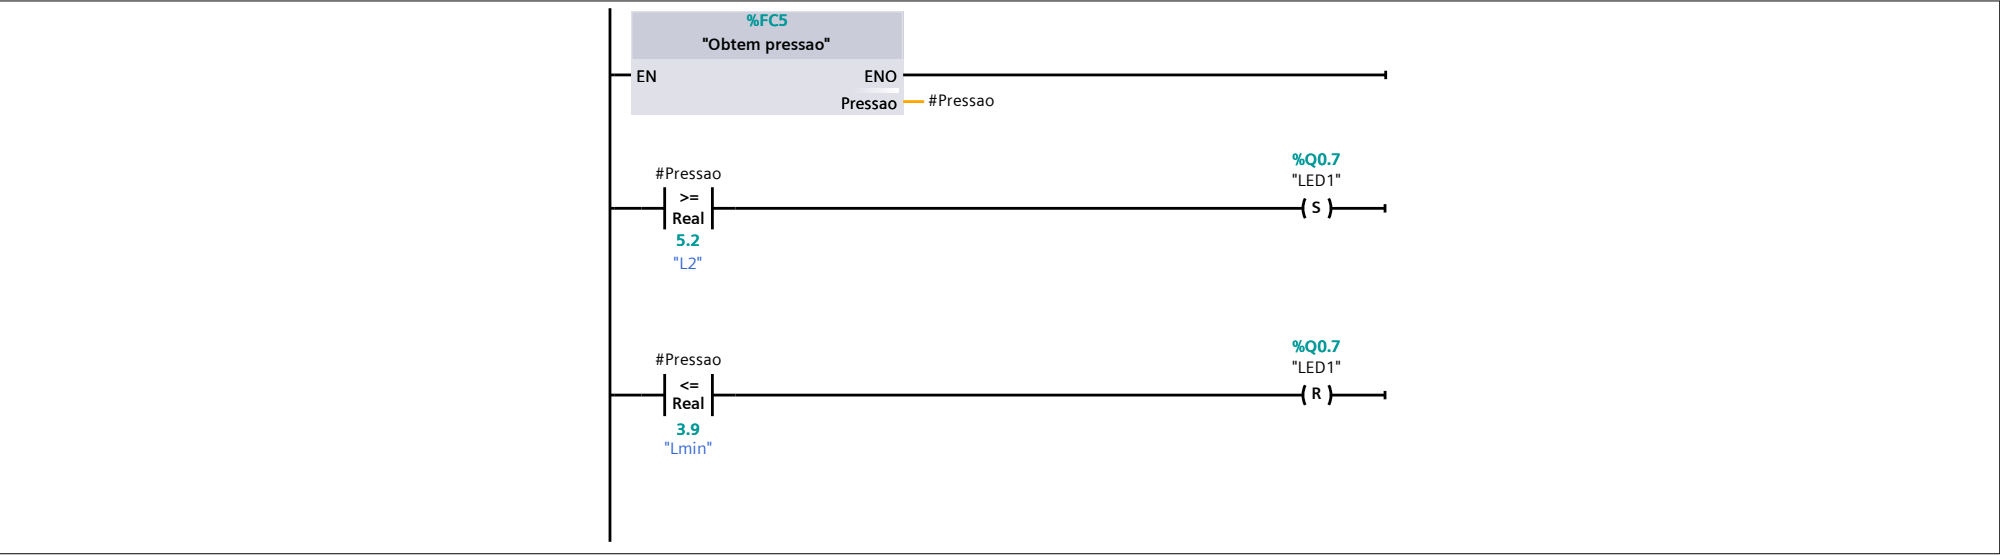 %FC5
"Obtem pressao"
EN ENO
Pressao #Pressao
%Q0.7
"LED1"
#Pressao
>=
Real
( S )
5.2
"L2"
%Q0.7
"LED1"
#Pressao
<=
Real
( R )
3.9
"Lmin"